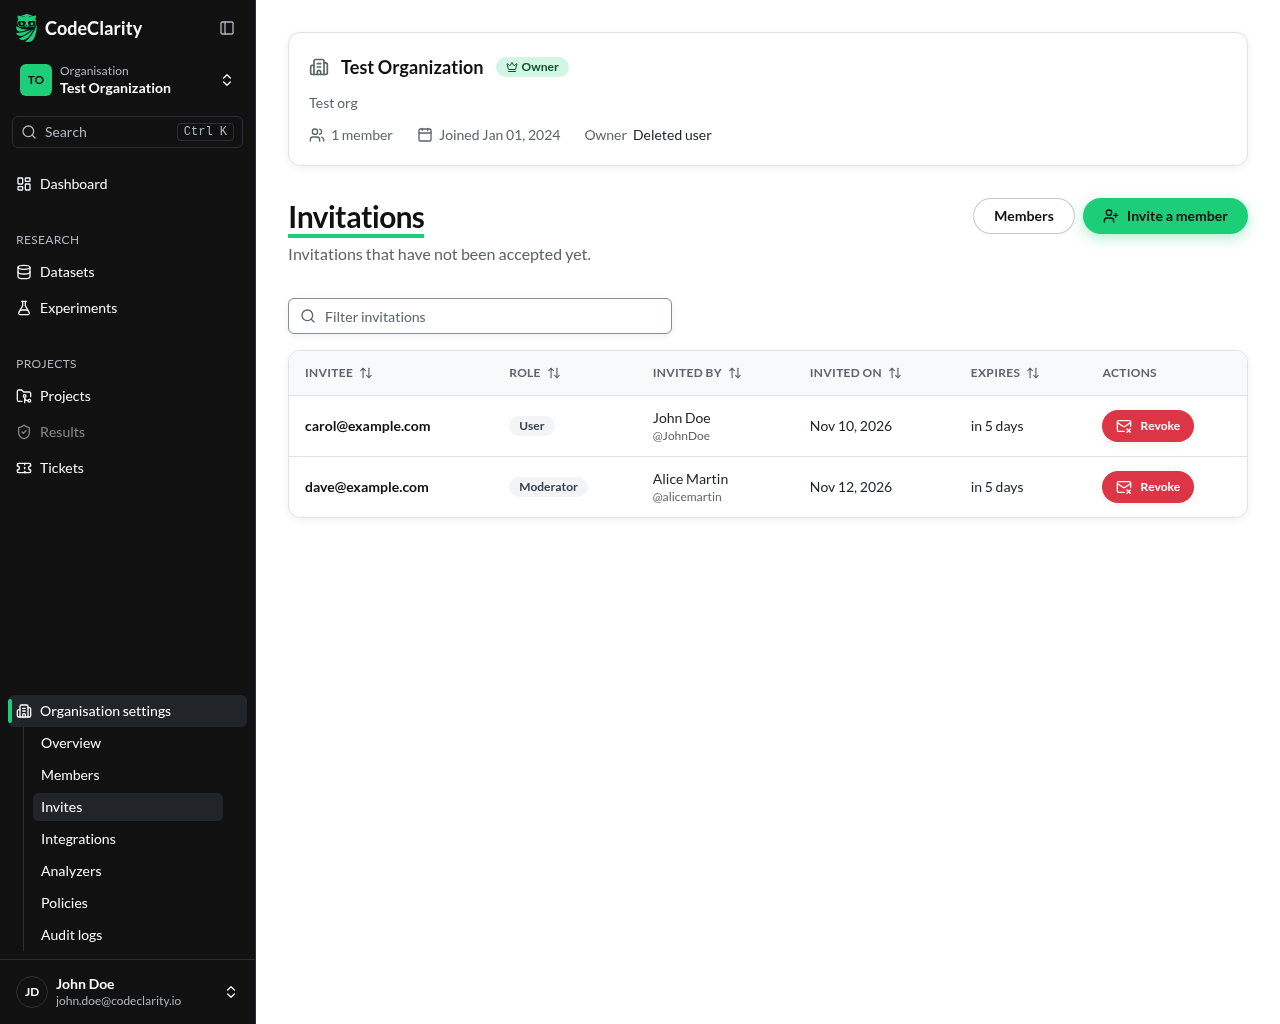 CodeClarity
TO
Organisation
Test Organization
Search
Ctrl K
Dashboard
RESEARCH
Datasets
Experiments
PROJECTS
Projects
Results
Tickets
Organisation settings
Overview
Members
Invites
Integrations
Analyzers
Policies
Audit logs
JD
John Doe
john.doe@codeclarity.io
Test Organization
Owner
Test org
1 member
Joined Jan 01, 2024
Owner Deleted user
Invitations
Members
Invite a member
Invitations that have not been accepted yet.
Filter invitations
INVITEE ROLE INVITED BY INVITED ON EXPIRES ACTIONS
carol@example.com User John Doe Nov 10, 2026 in 5 days Revoke
@JohnDoe
dave@example.com Moderator Alice Martin Nov 12, 2026 in 5 days Revoke
@alicemartin